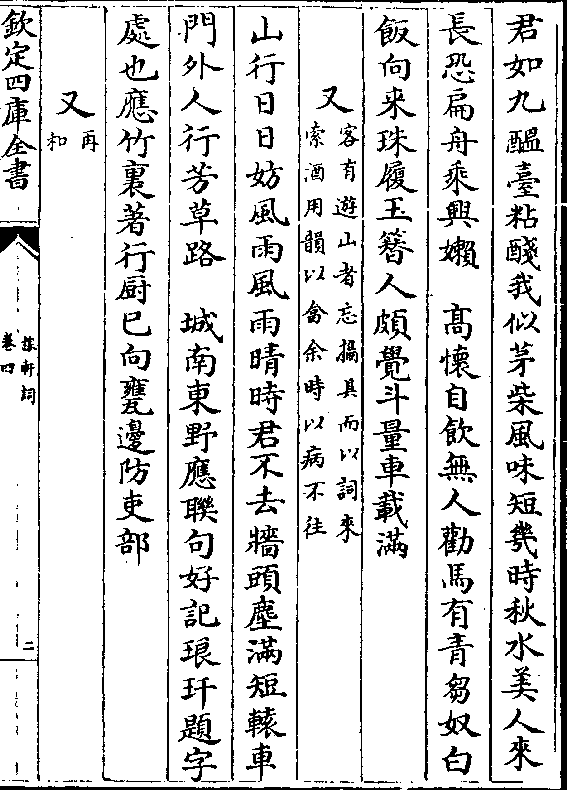 君如九醞臺粘醆我似茅柴風味短幾時秋水美人來
長恐扁舟乘興嬾　高懷自飲無人勸馬有青芻奴白
飯向来珠履玉簪人頗覺斗量車載滿
又客有遊山者忘攜具而以詞來
索酒用韻以畲余時以病不往
山行日日妨風雨風雨晴時君不去牆頭塵滿短轅車
門外人行芳草路　城南東野應聯句好記琅玕題字
處也應竹裏著行厨已向甕邊防吏部
又再
和
欽定四庫全書
稼軒詞
卷四
二